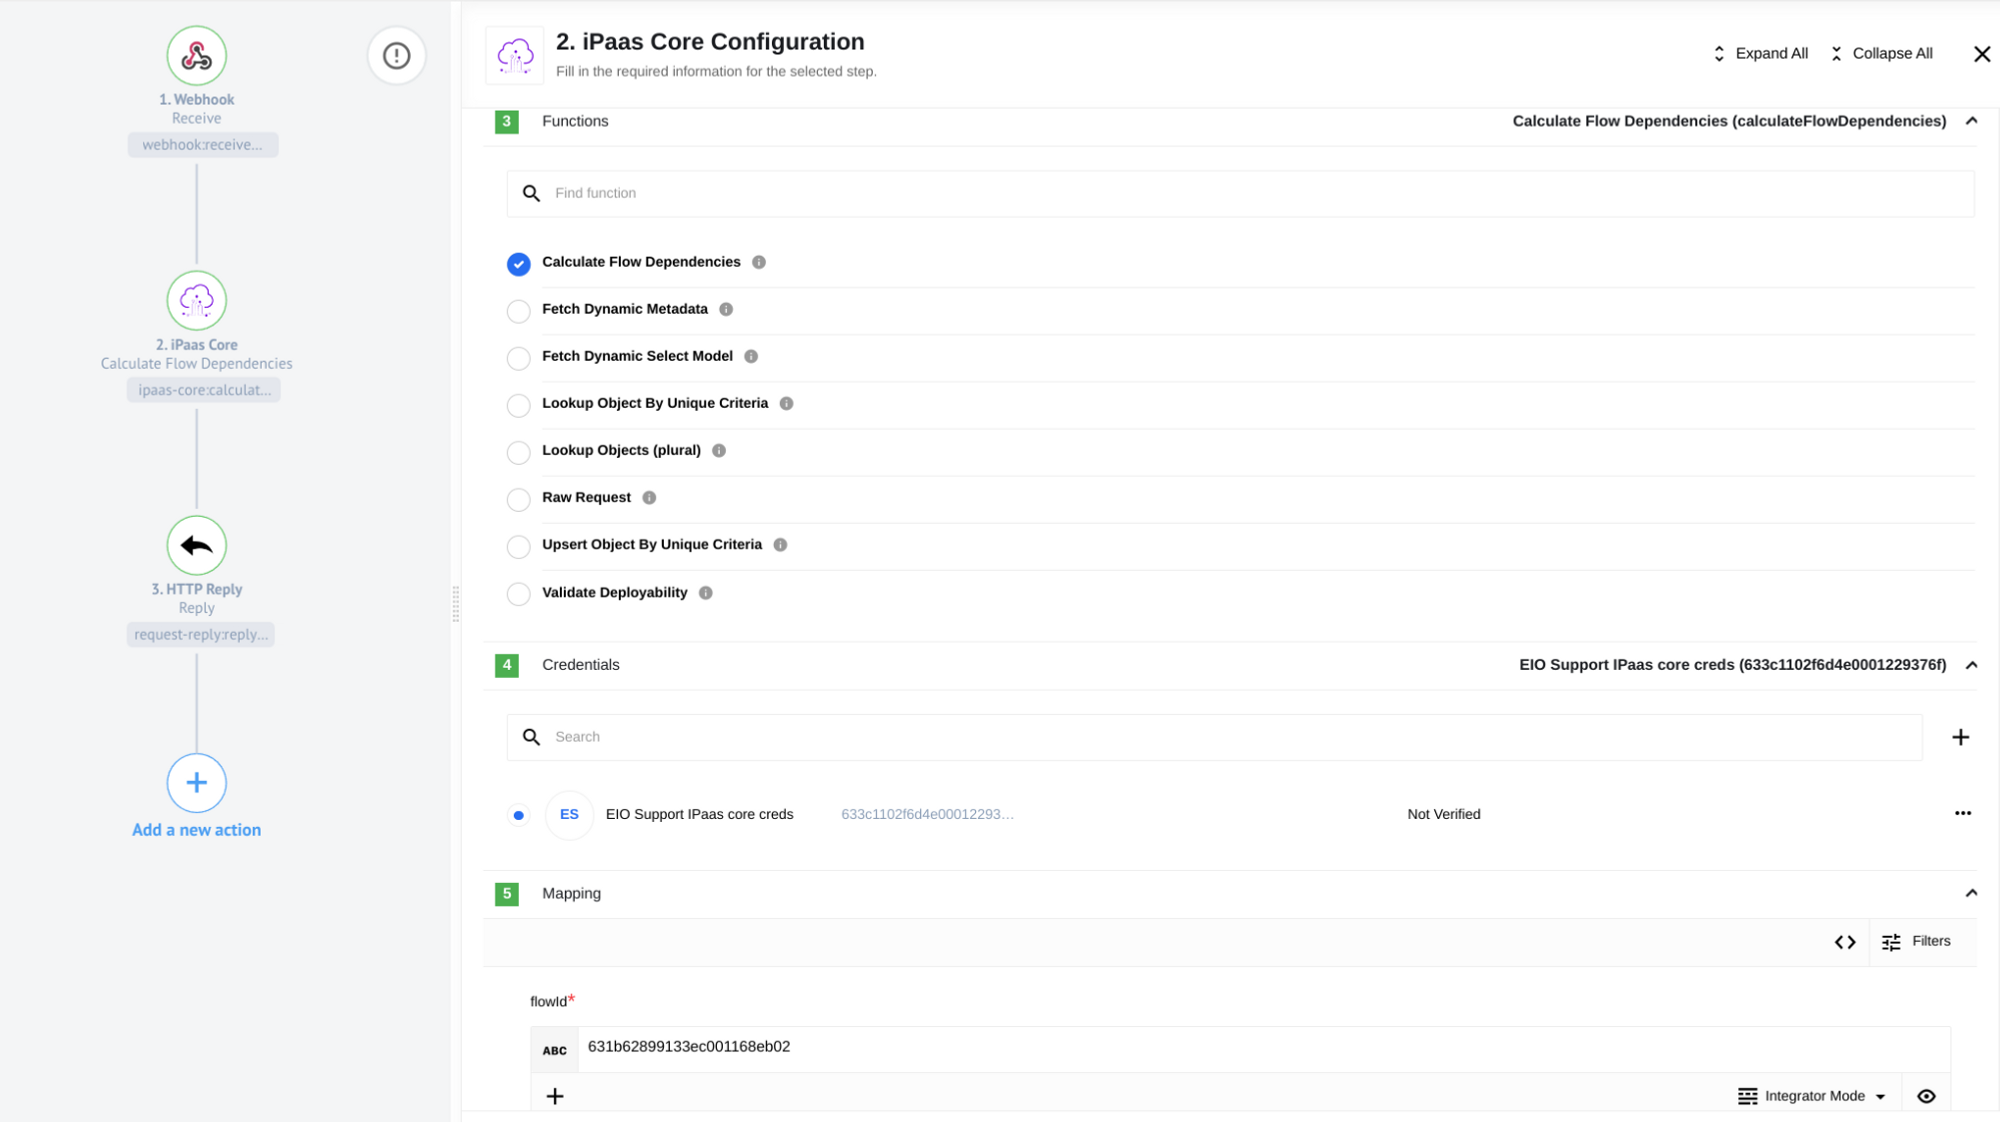 1. Webhook
Receive
webhook:receive...
2. iPaas Core
Calculate Flow Dependencies
ipaas-core:calculat...
3. HTTP Reply
Reply
request-reply:reply...
Add a new action
2. iPaas Core Configuration
Fill in the required information for the selected step.
Expand All
Collapse All
3 Functions Calculate Flow Dependencies (calculateFlowDependencies)
Find function
Calculate Flow Dependencies
Fetch Dynamic Metadata
Fetch Dynamic Select Model
Lookup Object By Unique Criteria
Lookup Objects (plural)
Raw Request
Upsert Object By Unique Criteria
Validate Deployability
4 Credentials EIO Support IPaas core creds (633c1102f6d4e0001229376f)
Search
ES EIO Support IPaas core creds 633c1102f6d4e00012293... Not Verified
5 Mapping
Filters
flowId*
ABC 631b62899133ec001168eb02
Integrator Mode